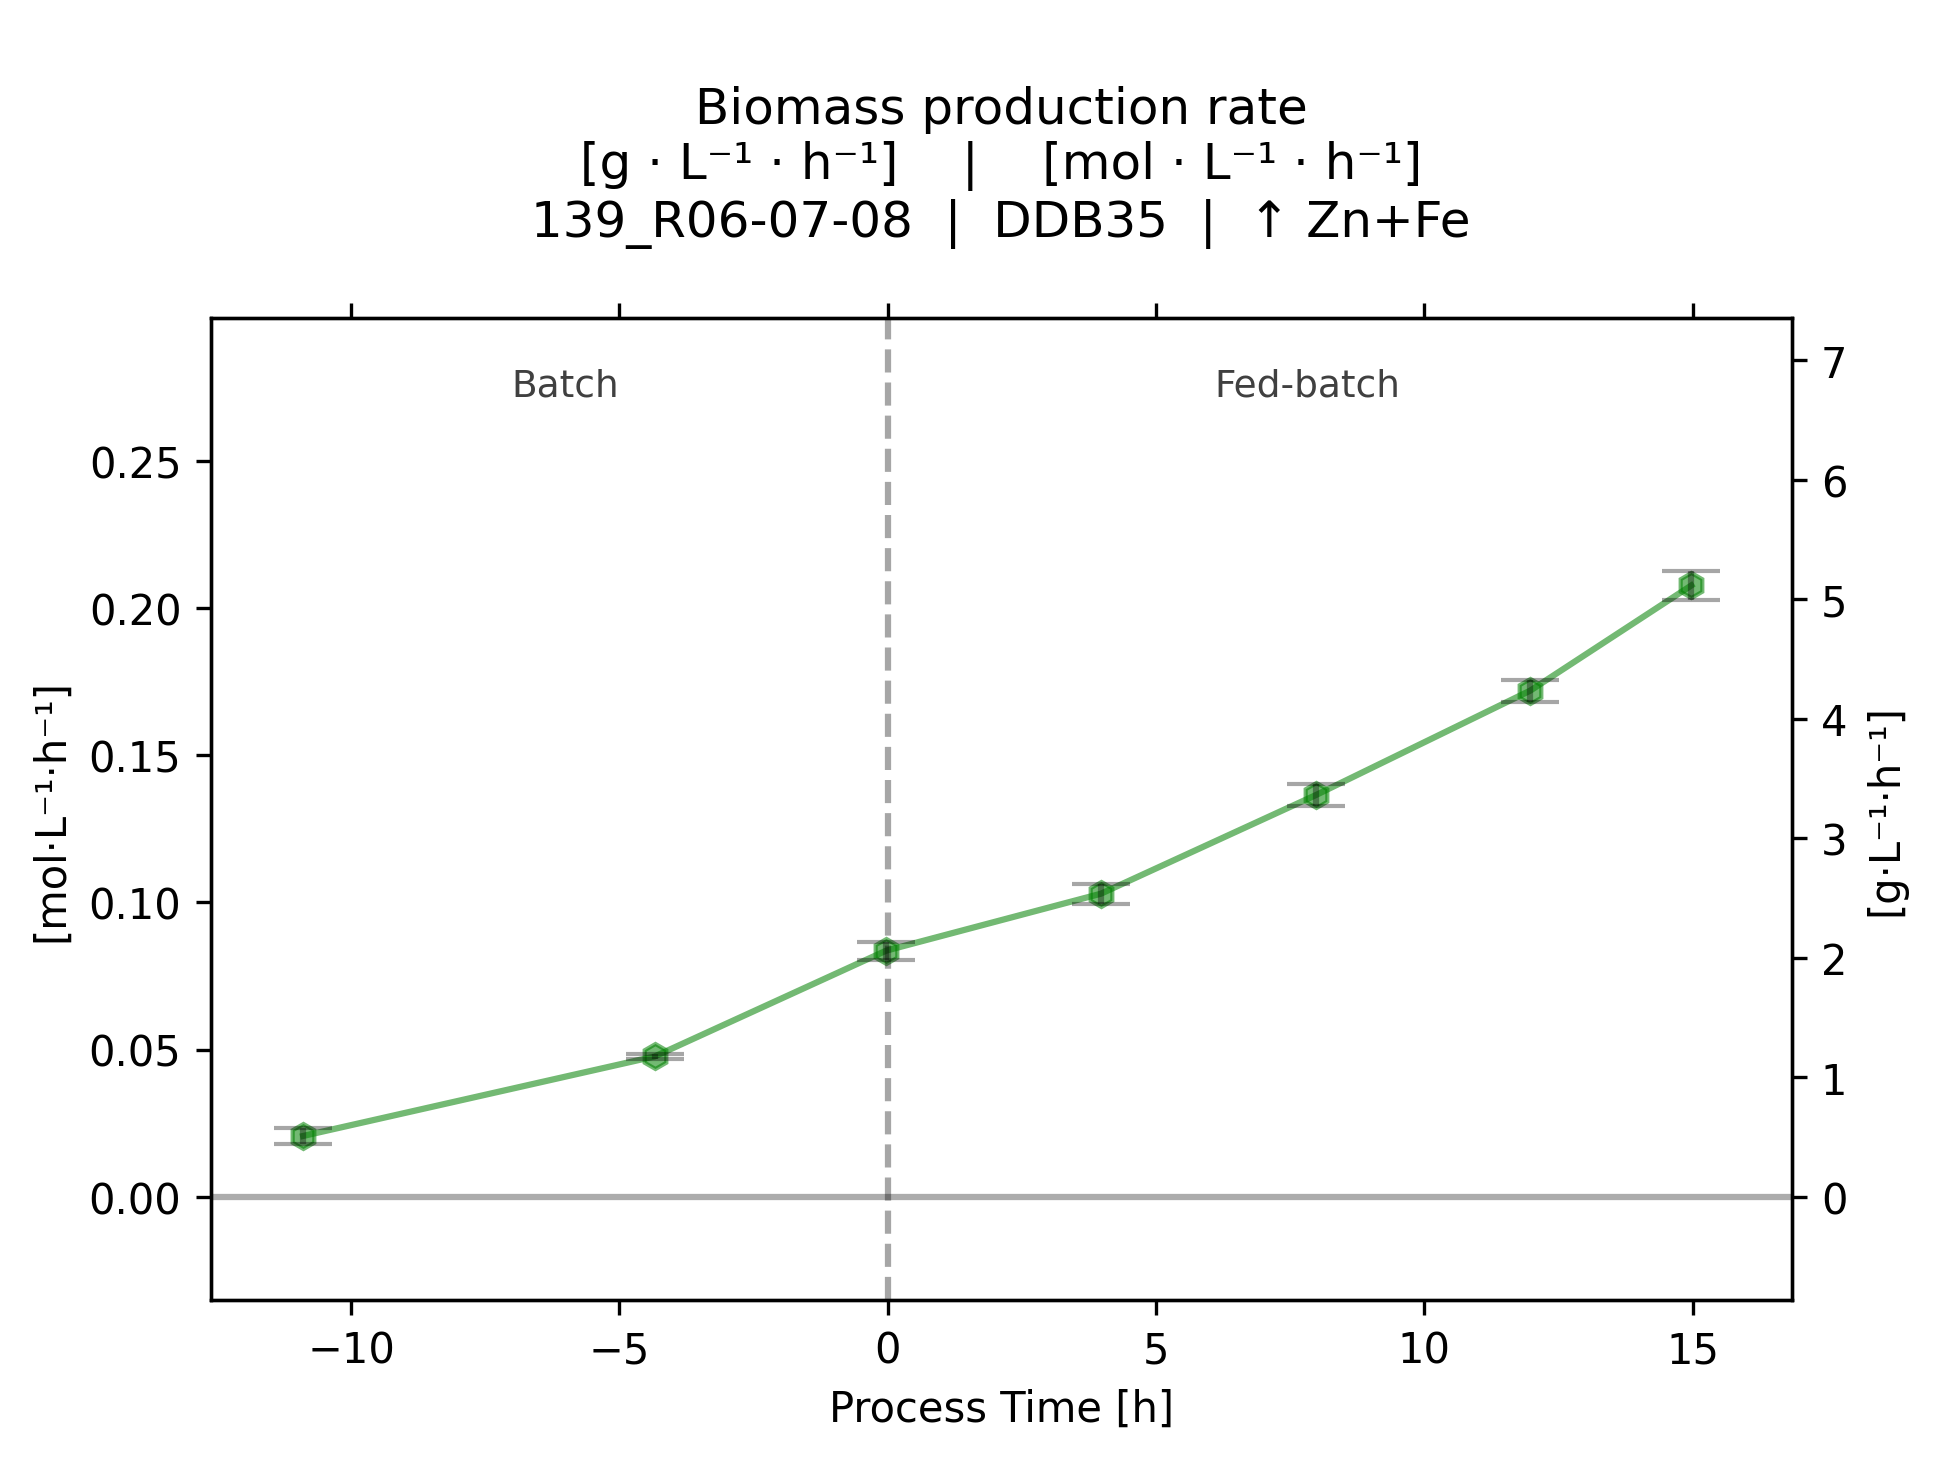 Biomass production rate
[g · L⁻¹ · h⁻¹]    |    [mol · L⁻¹ · h⁻¹]
139_R06-07-08  |  DDB35  |  ↑ Zn+Fe
Batch
Fed-batch
[mol·L⁻¹·h⁻¹]
0.25
0.20
0.15
0.10
0.05
0.00
7
6
5
4
3
2
1
0
[g·L⁻¹·h⁻¹]
−10 −5 0 5 10 15
Process Time [h]